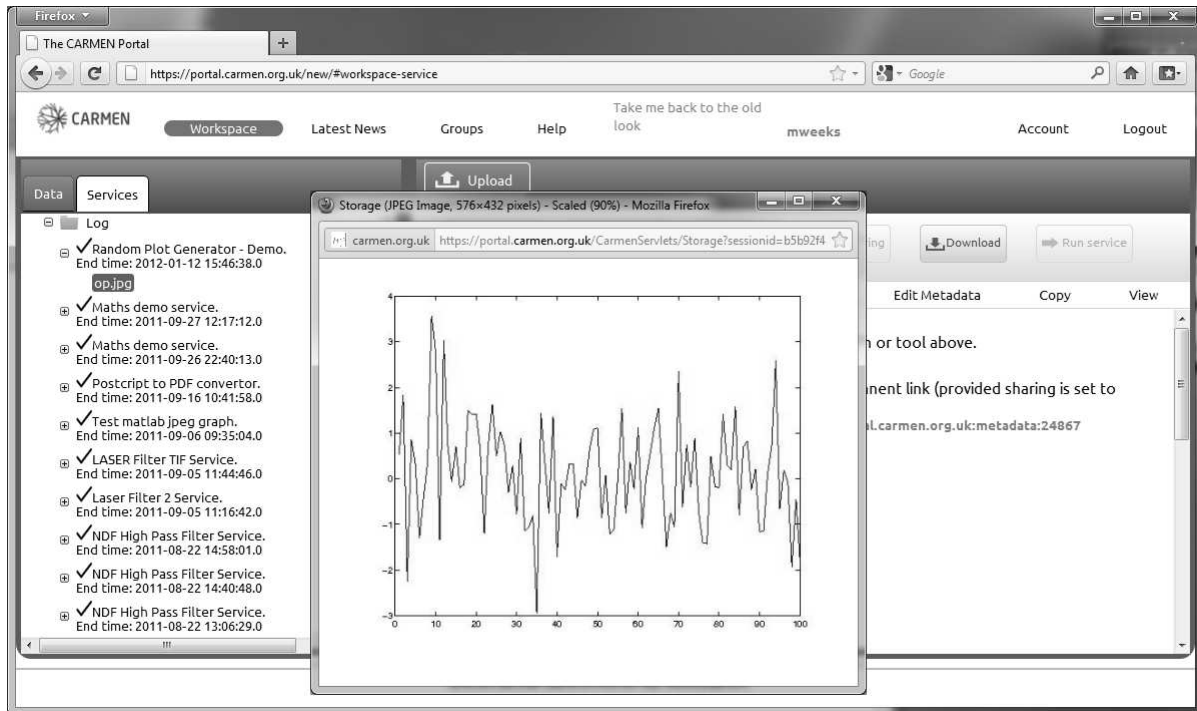 Firefox
The CARMEN Portal
https://portal.carmen.org.uk/new/#workspace-service
Google
CARMEN
Workspace
Latest News
Groups
Help
Take me back to the old
look
mweeks
Account
Logout
Data
Services
Upload
Log
Random Plot Generator - Demo.
End time: 2012-01-12 15:46:38.0
op.jpg
Maths demo service.
End time: 2011-09-27 12:17:12.0
Maths demo service.
End time: 2011-09-26 22:40:13.0
Postcript to PDF convertor.
End time: 2011-09-16 10:41:58.0
Test matlab jpeg graph.
End time: 2011-09-06 09:35:04.0
LASER Filter TIF Service.
End time: 2011-09-05 11:44:46.0
Laser Filter 2 Service.
End time: 2011-09-05 11:16:42.0
NDF High Pass Filter Service.
End time: 2011-08-22 14:58:01.0
NDF High Pass Filter Service.
End time: 2011-08-22 14:40:48.0
NDF High Pass Filter Service.
End time: 2011-08-22 13:06:29.0
Storage (JPEG Image, 576×432 pixels) - Scaled (90%) - Mozilla Firefox
carmen.org.uk https://portal.carmen.org.uk/CarmenServlets/Storage?sessionid=b5b92f4
4
3
2
1
0
-1
-2
-3
0 10 20 30 40 50 60 70 80 90 100
ing
Download
Run service
Edit Metadata
Copy
View
or tool above.
anent link (provided sharing is set to
al.carmen.org.uk:metadata:24867